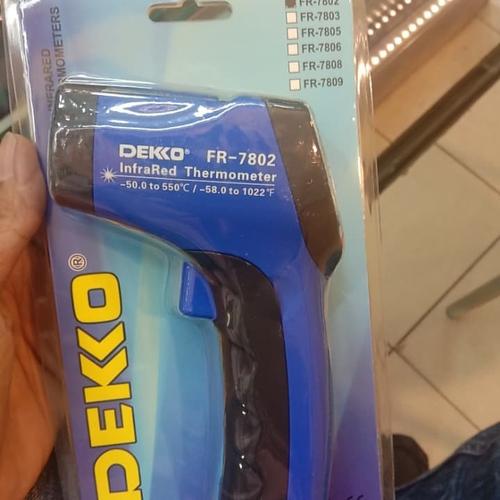 FR-7802
FR-7803
FR-7805
FR-7806
FR-7808
FR-7809
INFRARED
DEKKO® FR-7802
InfraRed Thermometer
-50.0 to 550℃ / -58.0 to 1022℉
DEKKO®